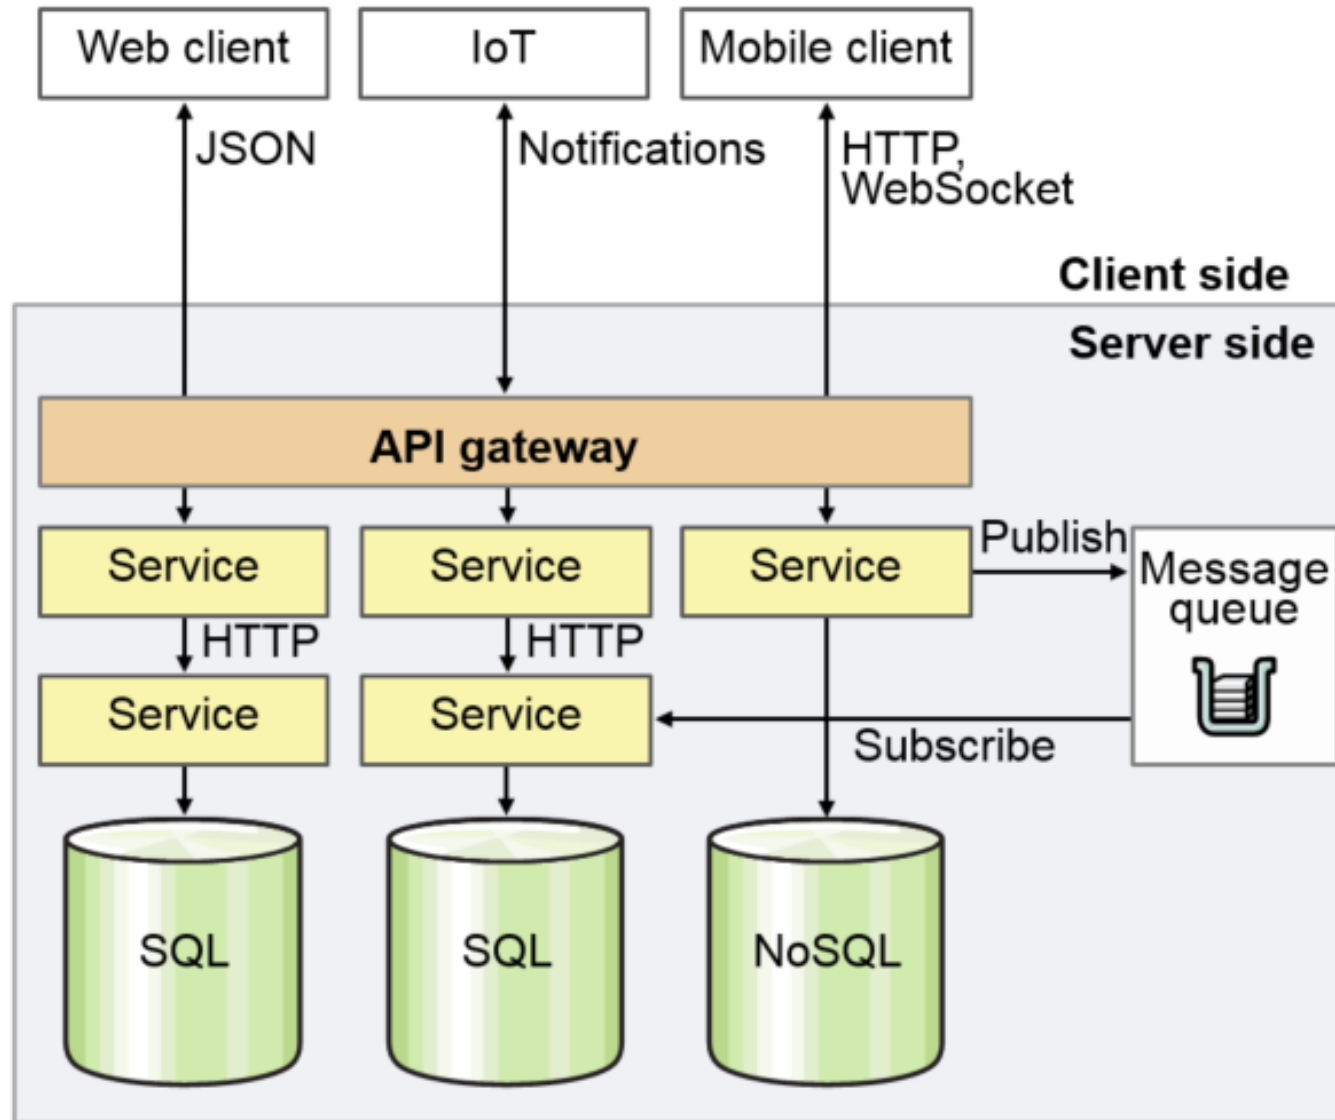 Web client
IoT
Mobile client
JSON
Notifications
HTTP,
WebSocket
Client side
Server side
API gateway
Service
Service
Service
Publish
Message
queue
HTTP
HTTP
Service
Service
Subscribe
SQL
SQL
NoSQL